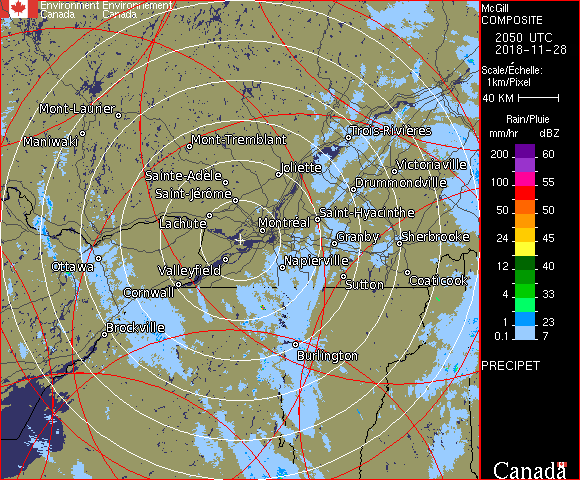 Environment Environnement
Canada Canada
McGill
COMPOSITE
2050 UTC
2018-11-28
Scale/Échelle:
1km/Pixel
40 KM
Rain/Pluie
mm/hr dBZ
200 60
100 55
50 50
24 45
12 40
4 33
1 23
0.1 7
PRECIPET
Canada
Mont-Laurier
Maniwaki
Mont-Tremblant
Trois-Rivières
Joliette
Victoriaville
Sainte-Adèle
Drummondville
Saint-Jérôme
Lachute
Saint-Hyacinthe
Montréal
Granby
Sherbrooke
Ottawa
Valleyfield
Napierville
Cornwall
Sutton
Coaticook
Brockville
Burlington